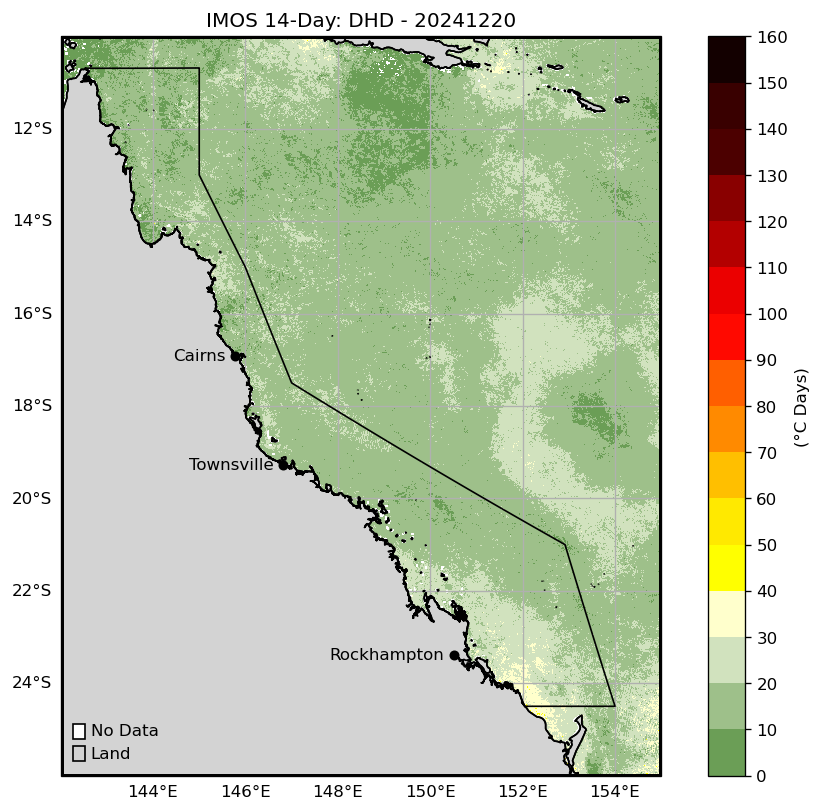 IMOS 14-Day: DHD - 20241220
12°S
14°S
16°S
18°S
20°S
22°S
24°S
Cairns
Townsville
Rockhampton
No Data
Land
144°E 146°E 148°E 150°E 152°E 154°E
160
150
140
130
120
110
100
90
80
70
60
50
40
30
20
10
0
(°C Days)